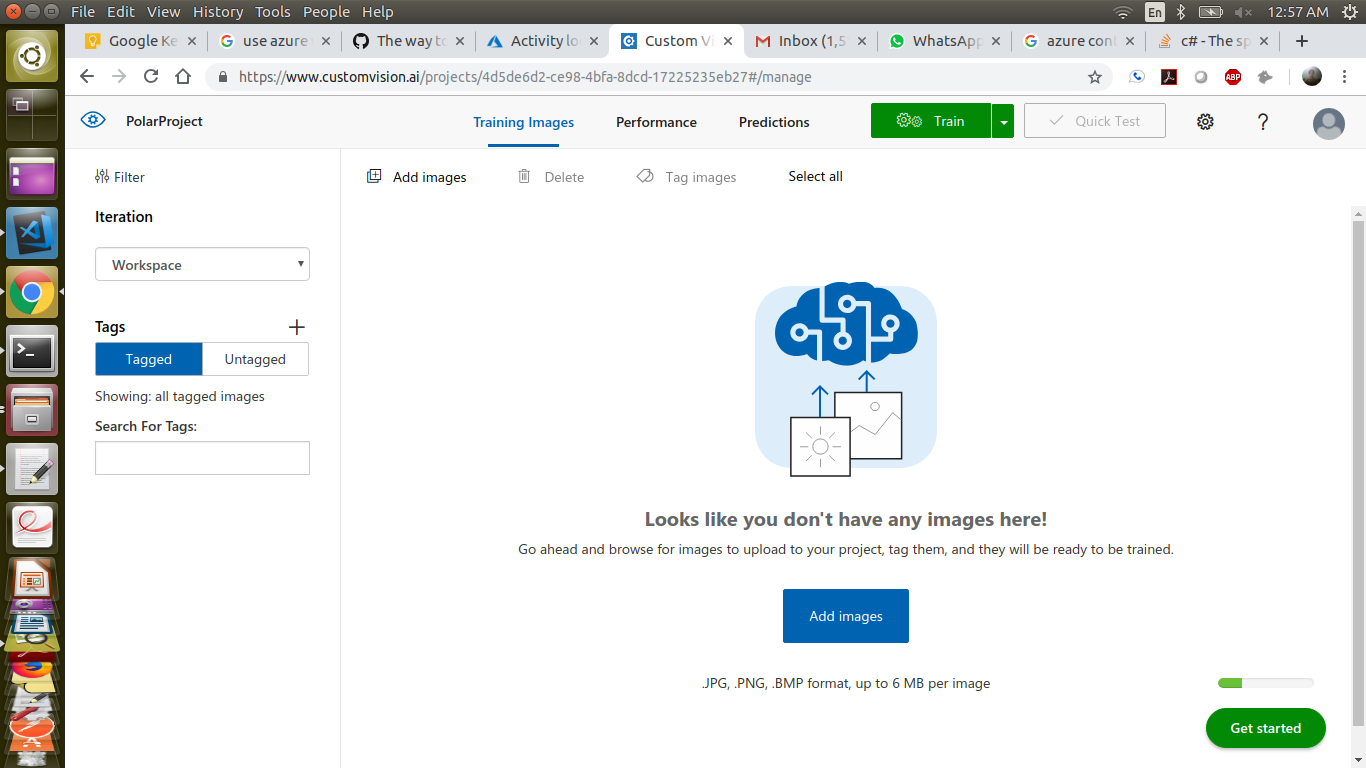 File Edit View History Tools People Help
En
12:57 AM
Google Ke
use azure
The way to
Activity lo
Custom Vi
Inbox (1,5
WhatsApp
azure con
c# - The sp
https://www.customvision.ai/projects/4d5de6d2-ce98-4bfa-8dcd-17225235eb27#/manage
ABP
PolarProject
Training Images
Performance
Predictions
Train
Quick Test
?
Filter
Add images
Delete
Tag images
Select all
Iteration
Workspace
Tags
Tagged
Untagged
Showing: all tagged images
Search For Tags:
Looks like you don't have any images here!
Go ahead and browse for images to upload to your project, tag them, and they will be ready to be trained.
Add images
.JPG, .PNG, .BMP format, up to 6 MB per image
Get started